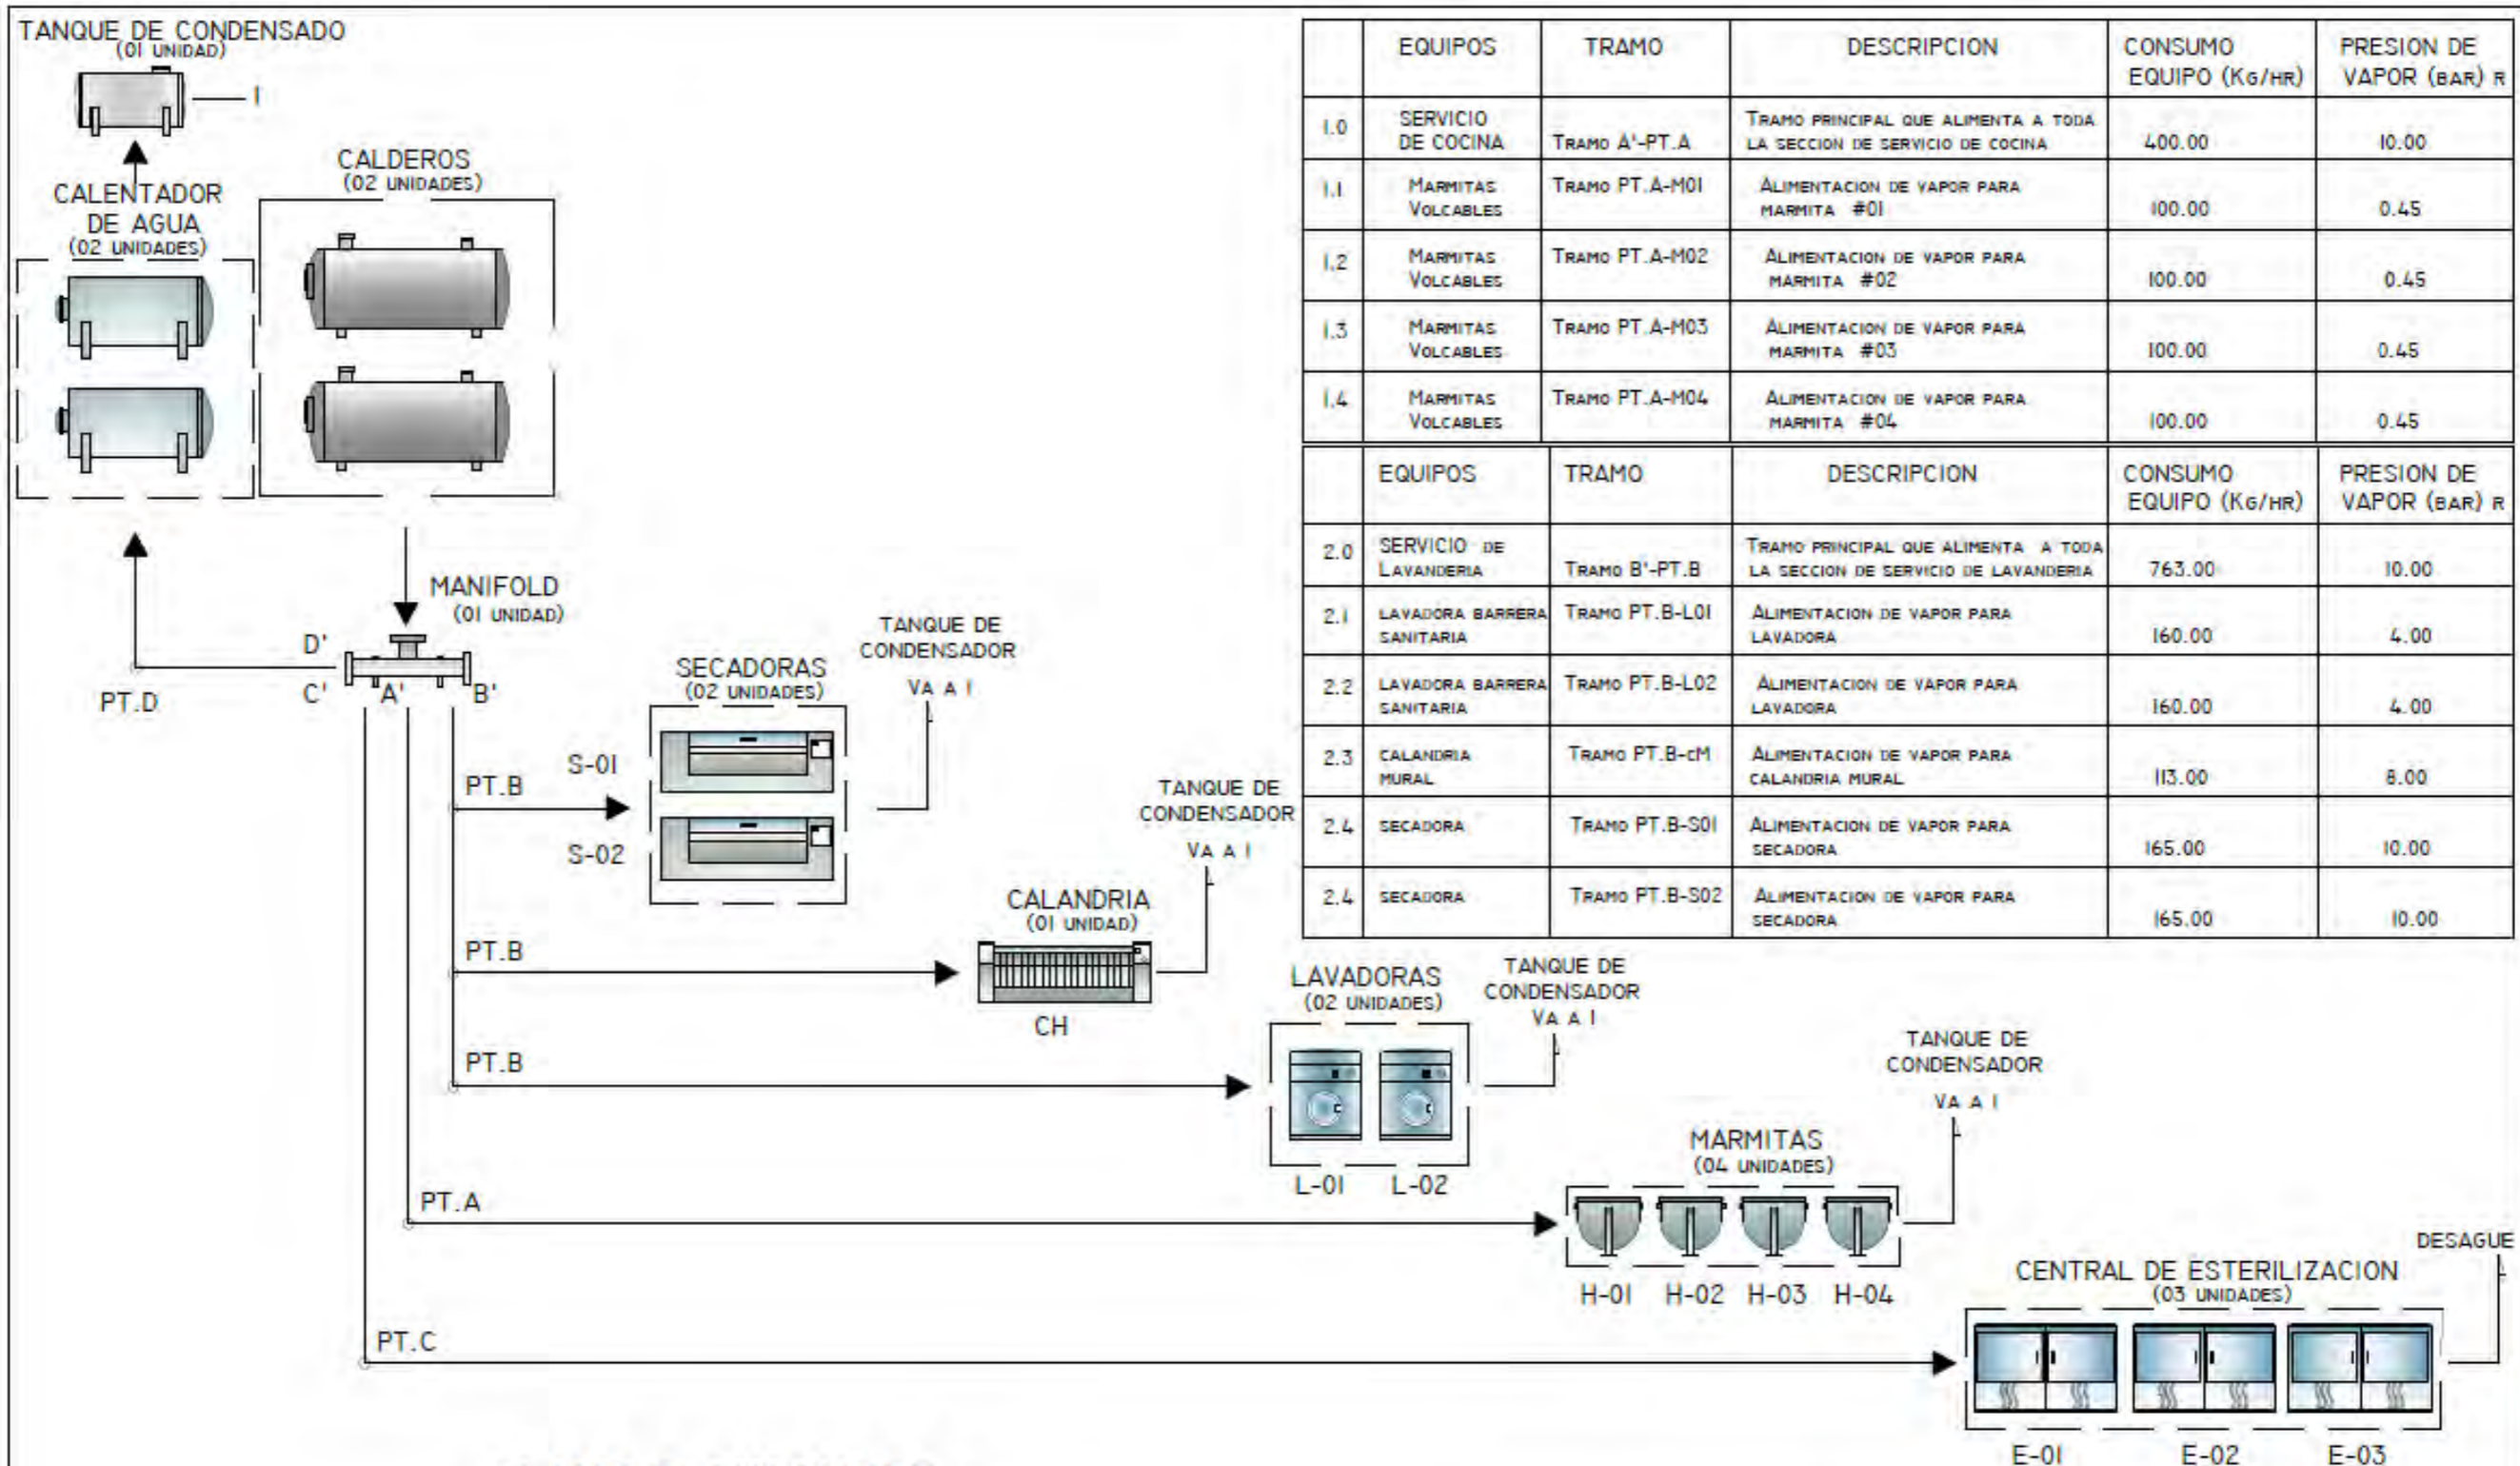 TANQUE DE CONDENSADO
(01 UNIDAD)
1
CALENTADOR
DE AGUA
(02 UNIDADES)
CALDEROS
(02 UNIDADES)
MANIFOLD
(01 UNIDAD)
D'
C'
A'
B'
PT.D
SECADORAS
(02 UNIDADES)
TANQUE DE
CONDENSADOR
VA A 1
PT.B
S-01
S-02
CALANDRIA
(01 UNIDAD)
TANQUE DE
CONDENSADOR
VA A 1
PT.B
CH
LAVADORAS
(02 UNIDADES)
TANQUE DE
CONDENSADOR
VA A 1
PT.B
L-01 L-02
MARMITAS
(04 UNIDADES)
TANQUE DE
CONDENSADOR
VA A 1
PT.A
H-01 H-02 H-03 H-04
CENTRAL DE ESTERILIZACION
(03 UNIDADES)
DESAGUE
PT.C
E-01 E-02 E-03
EQUIPOS TRAMO DESCRIPCION CONSUMO EQUIPO (KG/HR) PRESION DE VAPOR (BAR) R
1.0 SERVICIO DE COCINA TRAMO A'-PT.A TRAMO PRINCIPAL QUE ALIMENTA A TODA LA SECCION DE SERVICIO DE COCINA 400.00 10.00
1.1 MARMITAS VOLCABLES TRAMO PT.A-M01 ALIMENTACION DE VAPOR PARA MARMITA #01 100.00 0.45
1.2 MARMITAS VOLCABLES TRAMO PT.A-M02 ALIMENTACION DE VAPOR PARA MARMITA #02 100.00 0.45
1.3 MARMITAS VOLCABLES TRAMO PT.A-M03 ALIMENTACION DE VAPOR PARA MARMITA #03 100.00 0.45
1.4 MARMITAS VOLCABLES TRAMO PT.A-M04 ALIMENTACION DE VAPOR PARA MARMITA #04 100.00 0.45
EQUIPOS TRAMO DESCRIPCION CONSUMO EQUIPO (KG/HR) PRESION DE VAPOR (BAR) R
2.0 SERVICIO DE LAVANDERIA TRAMO B'-PT.B TRAMO PRINCIPAL QUE ALIMENTA A TODA LA SECCION DE SERVICIO DE LAVANDERIA 763.00 10.00
2.1 LAVADORA BARRERA SANITARIA TRAMO PT.B-L01 ALIMENTACION DE VAPOR PARA LAVADORA 160.00 4.00
2.2 LAVADORA BARRERA SANITARIA TRAMO PT.B-L02 ALIMENTACION DE VAPOR PARA LAVADORA 160.00 4.00
2.3 CALANDRIA MURAL TRAMO PT.B-cM ALIMENTACION DE VAPOR PARA CALANDRIA MURAL 113.00 8.00
2.4 SECADORA TRAMO PT.B-S01 ALIMENTACION DE VAPOR PARA SECADORA 165.00 10.00
2.4 SECADORA TRAMO PT.B-S02 ALIMENTACION DE VAPOR PARA SECADORA 165.00 10.00